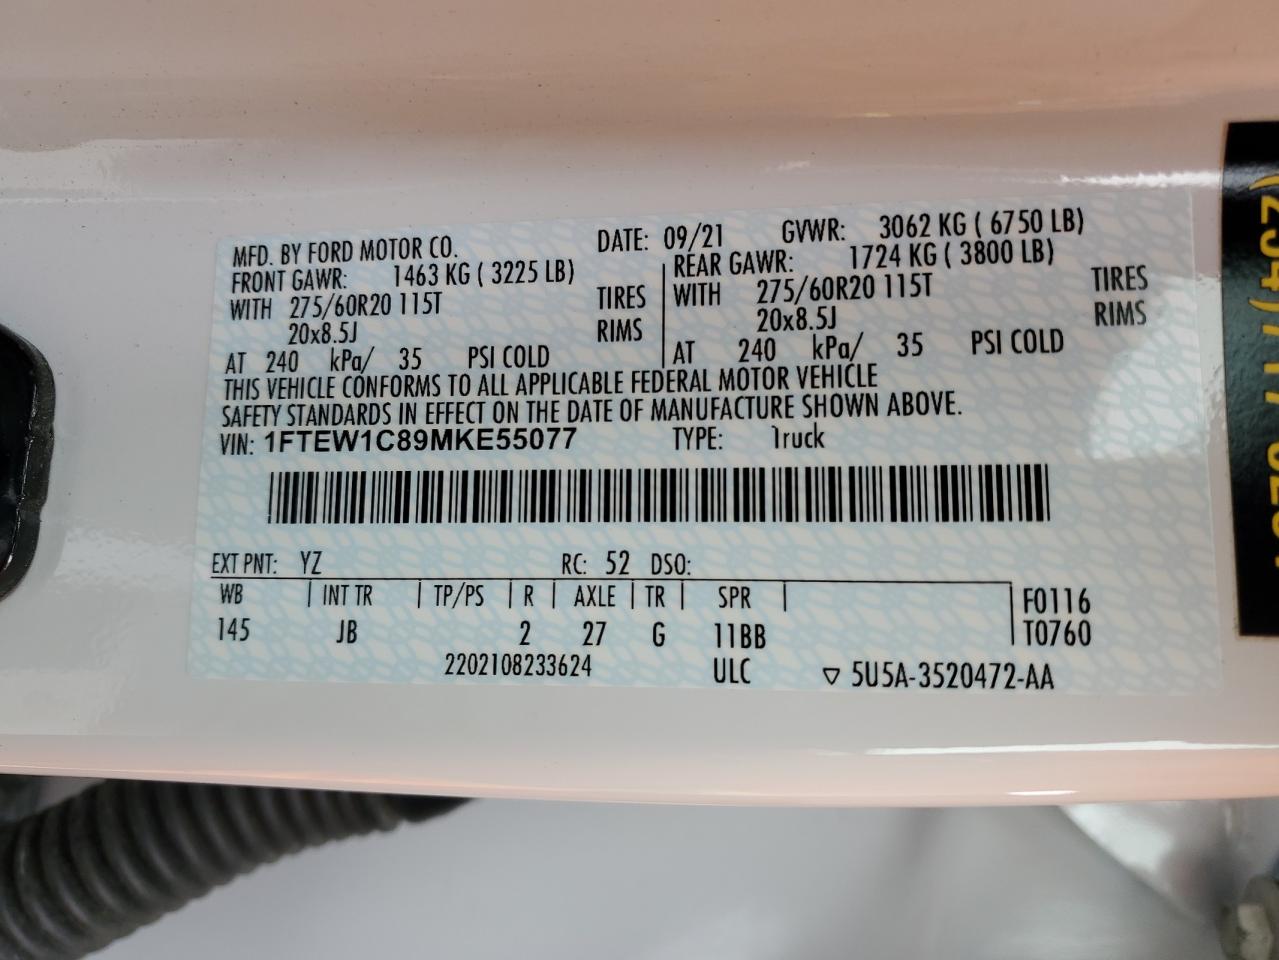 MFD. BY FORD MOTOR CO. DATE: 09/21 GVWR: 3062 KG ( 6750 LB)
FRONT GAWR: 1463 KG ( 3225 LB) REAR GAWR: 1724 KG ( 3800 LB)
WITH 275/60R20 115T TIRES WITH 275/60R20 115T TIRES
20x8.5J RIMS 20x8.5J RIMS
AT 240 kPa/ 35 PSI COLD AT 240 kPa/ 35 PSI COLD
THIS VEHICLE CONFORMS TO ALL APPLICABLE FEDERAL MOTOR VEHICLE
SAFETY STANDARDS IN EFFECT ON THE DATE OF MANUFACTURE SHOWN ABOVE.
VIN: 1FTEW1C89MKE55077 TYPE: Truck
EXT PNT: YZ RC: 52 DSO:
WB | INT TR | TP/PS | R | AXLE | TR | SPR | F0116
145 JB 2 27 G 11BB T0760
2202108233624 ULC ▽ 5U5A-3520472-AA